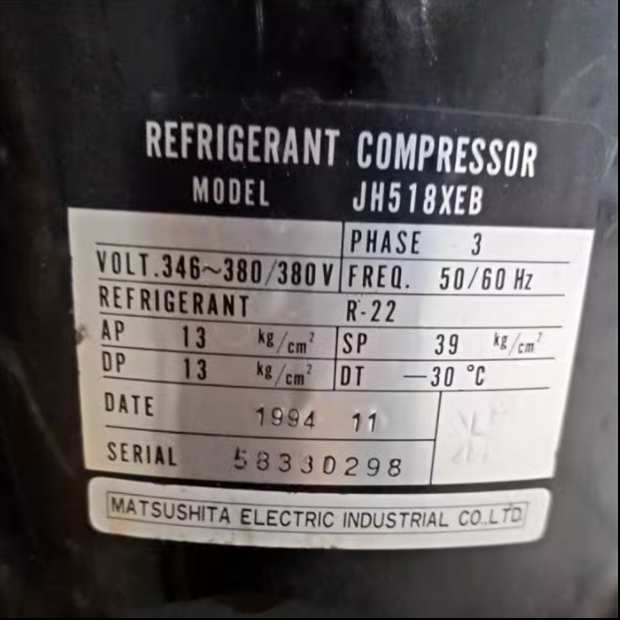 REFRIGERANT COMPRESSOR
MODEL JH518XEB
PHASE 3
VOLT. 346~380/380V FREQ. 50/60 Hz
REFRIGERANT R-22
AP 13 kg/cm² SP 39 kg/cm²
DP 13 kg/cm² DT —30 °C
DATE 1994 11
SERIAL 58330298
MATSUSHITA ELECTRIC INDUSTRIAL CO.,LTD.